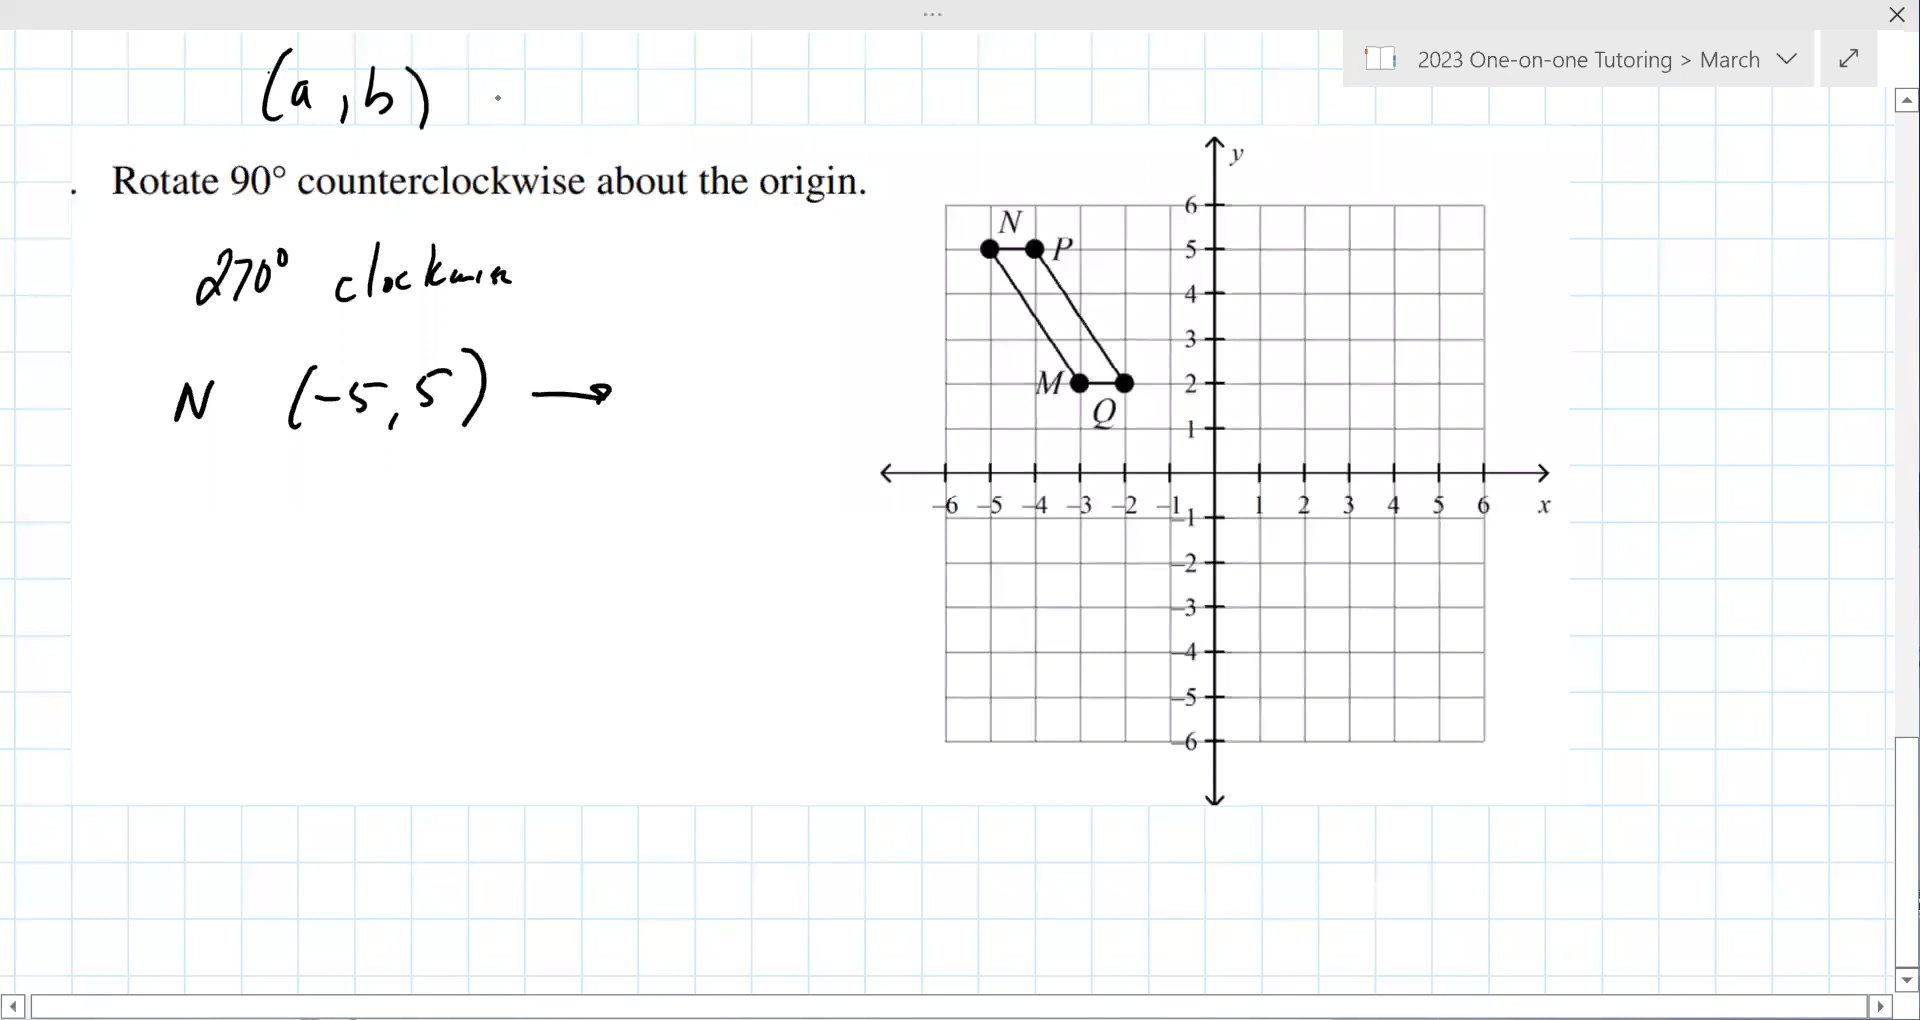 2023 One-on-one Tutoring > March
(a, b)
. Rotate 90° counterclockwise about the origin.
270° clockwise
N (-5, 5) →
y
6
N
P
5
4
3
M
2
Q
1
–6 –5 –4 –3 –2 –1 1 2 3 4 5 6 x
–1
–2
–3
–4
–5
–6